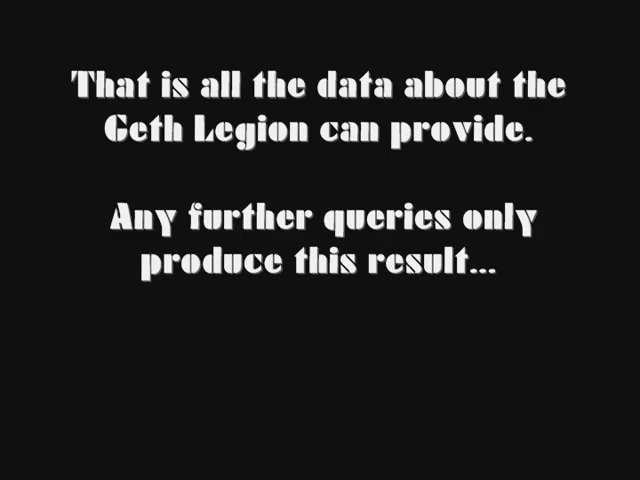 That is all the data about the
Geth Legion can provide.
Any further queries only
produce this result...